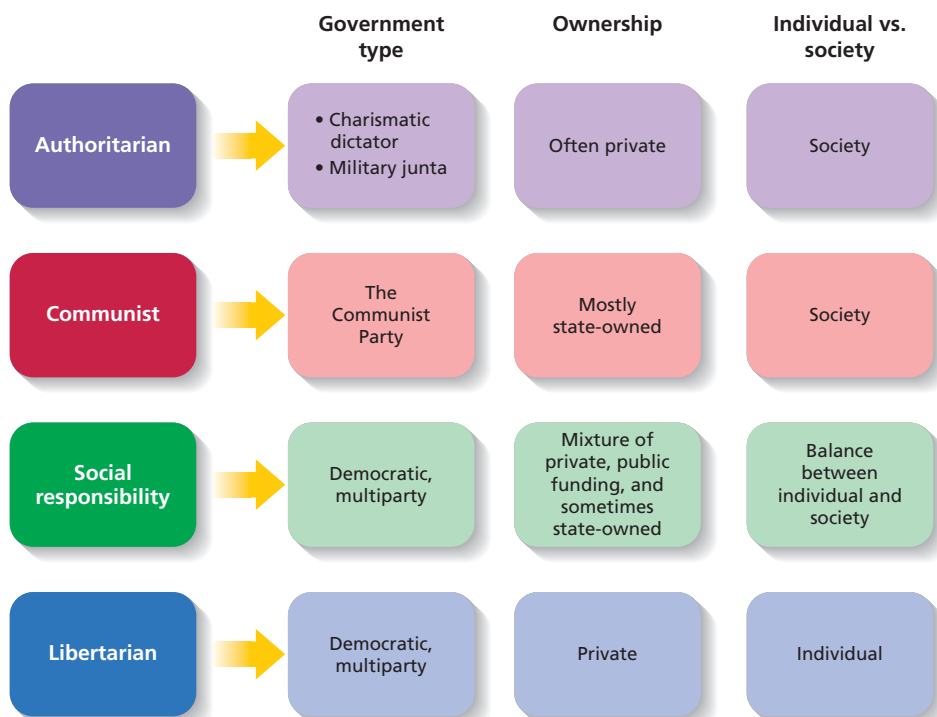 Government
type
Ownership
Individual vs.
society
Authoritarian
• Charismatic
dictator
• Military junta
Often private
Society
Communist
The
Communist
Party
Mostly
state-owned
Society
Social
responsibility
Democratic,
multiparty
Mixture of
private, public
funding, and
sometimes
state-owned
Balance
between
individual and
society
Libertarian
Democratic,
multiparty
Private
Individual